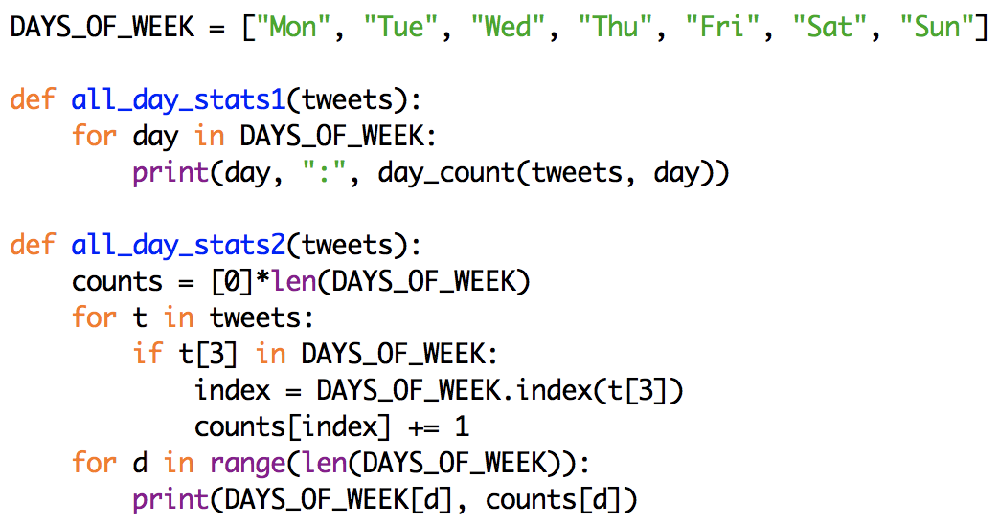 DAYS_OF_WEEK = ["Mon", "Tue", "Wed", "Thu", "Fri", "Sat", "Sun"]

def all_day_stats1(tweets):
    for day in DAYS_OF_WEEK:
        print(day, ":", day_count(tweets, day))

def all_day_stats2(tweets):
    counts = [0]*len(DAYS_OF_WEEK)
    for t in tweets:
        if t[3] in DAYS_OF_WEEK:
            index = DAYS_OF_WEEK.index(t[3])
            counts[index] += 1
    for d in range(len(DAYS_OF_WEEK)):
        print(DAYS_OF_WEEK[d], counts[d])